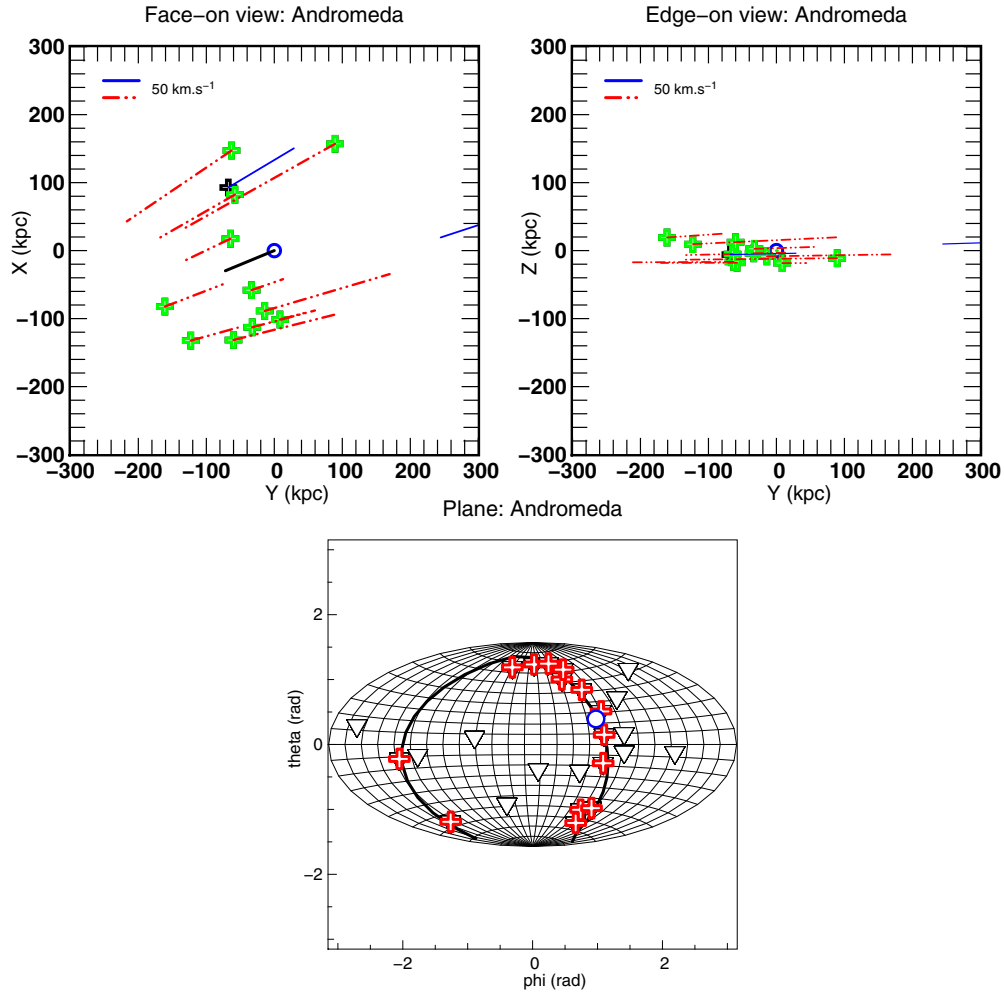 Face−on view: Andromeda
300
200
100
0
−100
−200
−300
−300 −200 −100 0 100 200 300
X (kpc)
Y (kpc)
50 km.s⁻¹
Edge−on view: Andromeda
300
200
100
0
−100
−200
−300
−300 −200 −100 0 100 200 300
Z (kpc)
Y (kpc)
50 km.s⁻¹
Plane: Andromeda
2
0
−2
−2 0 2
theta (rad)
phi (rad)